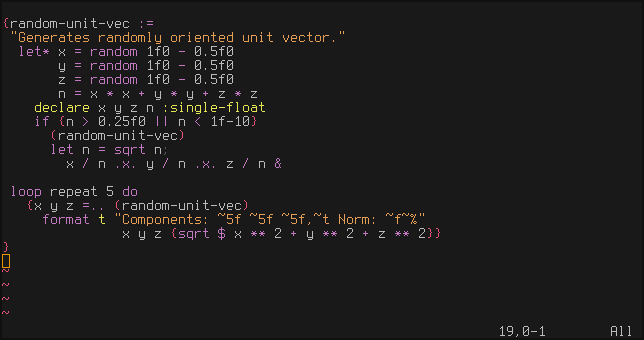 (random-unit-vec :=
"Generates randomly oriented unit vector."
let* x = random 1f0 - 0.5f0
y = random 1f0 - 0.5f0
z = random 1f0 - 0.5f0
n = x * x + y * y + z * z
declare x y z n :single-float
if (n > 0.25f0 || n < 1f-10)
(random-unit-vec)
let n = sqrt n;
x / n .x. y / n .x. z / n &
loop repeat 5 do
(x y z =.. (random-unit-vec)
format t "Components: ~5f ~5f ~5f,~t Norm: ~f~%"
x y z (sqrt $ x ** 2 + y ** 2 + z ** 2))
)
~
~
~
~
19,0-1 All